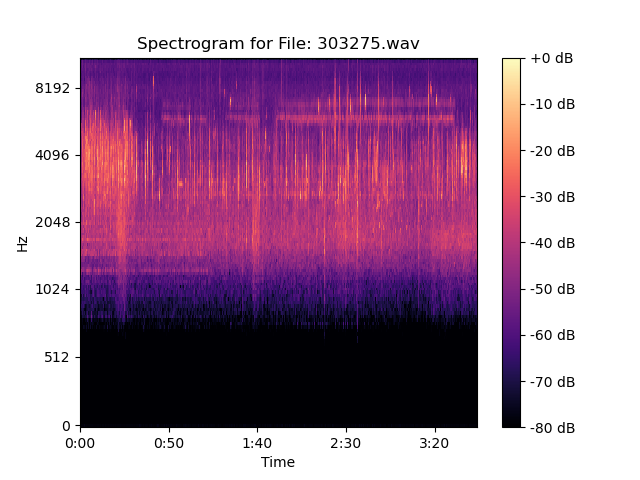 Spectrogram for File: 303275.wav
8192
4096
2048
1024
512
0
Hz
0:00
0:50
1:40
2:30
3:20
Time
+0 dB
-10 dB
-20 dB
-30 dB
-40 dB
-50 dB
-60 dB
-70 dB
-80 dB